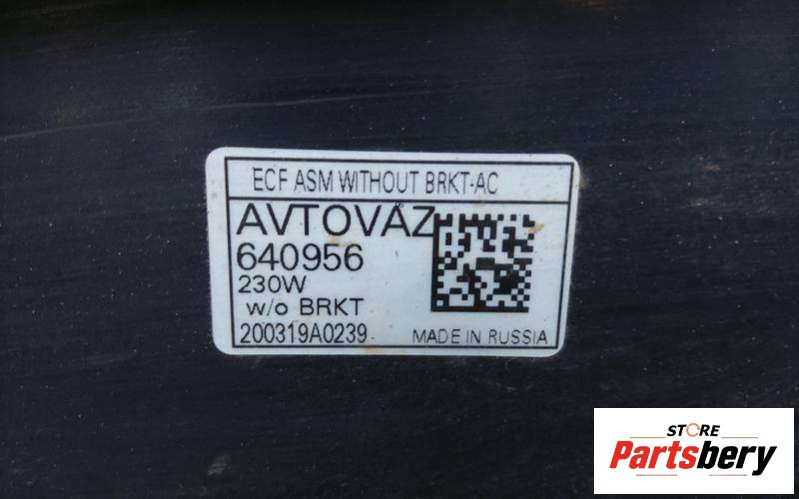 ECF ASM WITHOUT BRKT-AC
AVTOVAZ
640956
230W
w/o BRKT
200319A0239 MADE IN RUSSIA
STORE
Partsbery